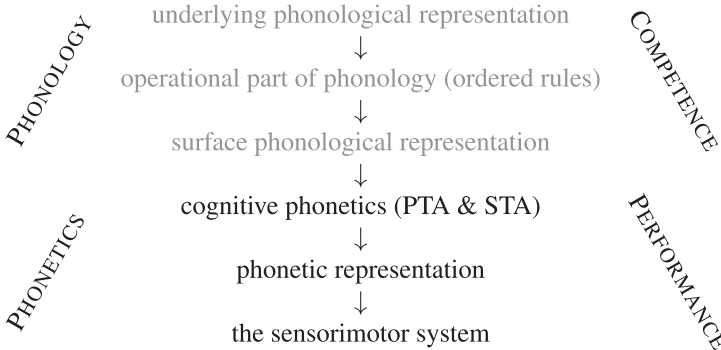 underlying phonological representation
↓
operational part of phonology (ordered rules)
↓
surface phonological representation
↓
cognitive phonetics (PTA & STA)
↓
phonetic representation
↓
the sensorimotor system
PHONOLOGY
PHONETICS
COMPETENCE
PERFORMANCE